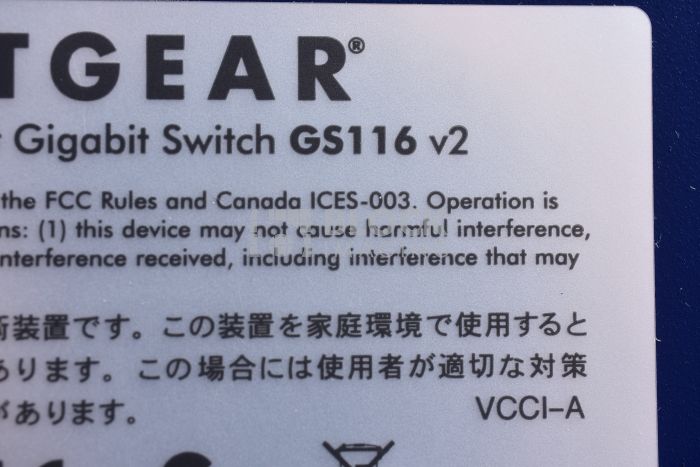 TGEAR®
Gigabit Switch GS116 v2
the FCC Rules and Canada ICES-003. Operation is
ns: (1) this device may not cause harmful interference,
nterference received, including interference that may
術装置です。この装置を家庭環境で使用すると
あります。この場合には使用者が適切な対策
があります。
VCCI-A